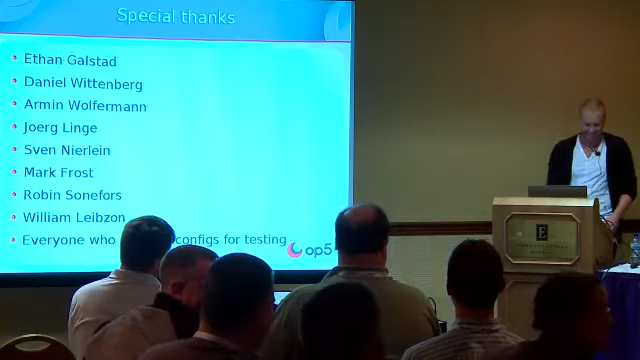 Special thanks
Ethan Galstad
Daniel Wittenberg
Armin Wolfermann
Joerg Linge
Sven Nierlein
Mark Frost
Robin Sonefors
William Leibzon
Everyone who configs for testing
op5
E